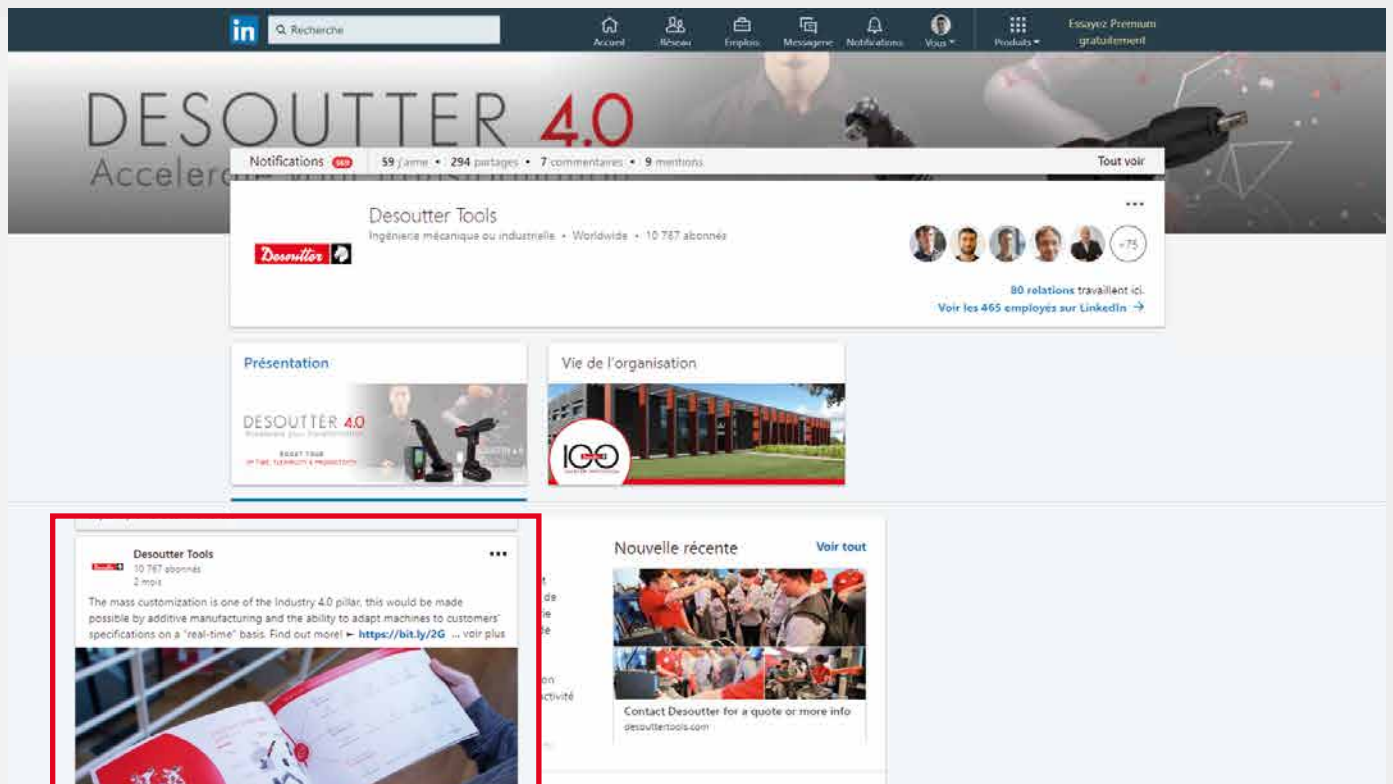 in
Recherche
Accueil
Réseau
Emplois
Messagerie
Notifications
Vous
Produits
Essayez Premium
gratuitement
DESOUTTER 4.0
Notifications
59 j'aime • 294 partages • 7 commentaires • 9 mentions
Tout voir
Desoutter Tools
Ingénierie mécanique ou industrielle • Worldwide • 10 767 abonnés
Desoutter
+75
80 relations travaillent ici.
Voir les 465 employés sur LinkedIn →
Présentation
Vie de l'organisation
DESOUTTER 4.0
100
Desoutter Tools
10 767 abonnés
2 mois
The mass customization is one of the Industry 4.0 pillar, this would be made
possible by additive manufacturing and the ability to adapt machines to customers'
specifications on a "real-time" basis. Find out more! ► https://bit.ly/2G ... voir plus
de
de
ctivité
Nouvelle récente
Voir tout
Contact Desoutter for a quote or more info
desouttertools.com